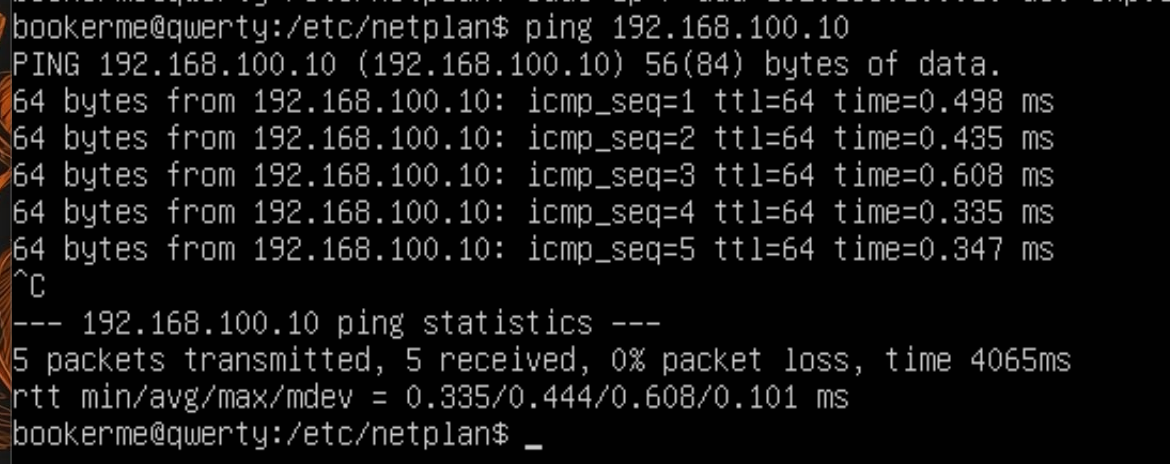 bookerme@qwerty:/etc/netplan$ ping 192.168.100.10
PING 192.168.100.10 (192.168.100.10) 56(84) bytes of data.
64 bytes from 192.168.100.10: icmp_seq=1 ttl=64 time=0.498 ms
64 bytes from 192.168.100.10: icmp_seq=2 ttl=64 time=0.435 ms
64 bytes from 192.168.100.10: icmp_seq=3 ttl=64 time=0.608 ms
64 bytes from 192.168.100.10: icmp_seq=4 ttl=64 time=0.335 ms
64 bytes from 192.168.100.10: icmp_seq=5 ttl=64 time=0.347 ms
^C
--- 192.168.100.10 ping statistics ---
5 packets transmitted, 5 received, 0% packet loss, time 4065ms
rtt min/avg/max/mdev = 0.335/0.444/0.608/0.101 ms
bookerme@qwerty:/etc/netplan$ _